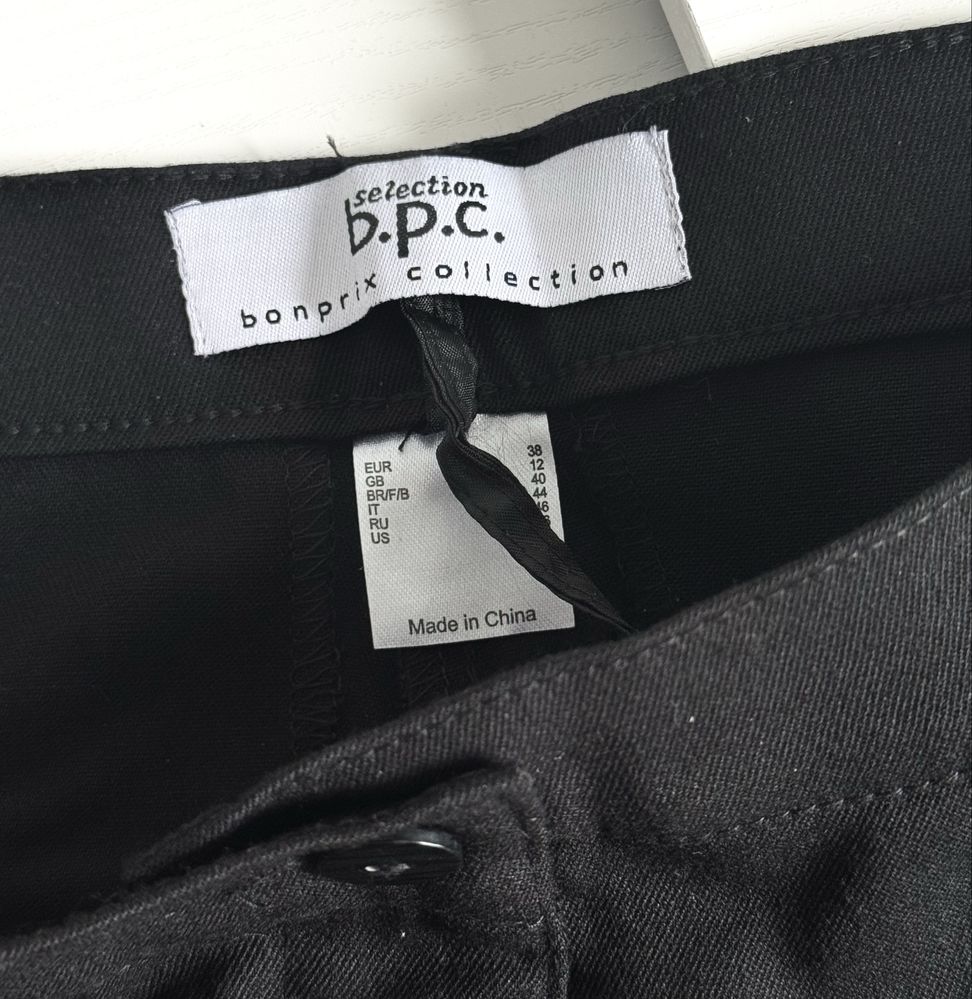 selection
b.p.c.
bonprix collection
EUR 38
GB 12
BR/F/B 40
IT 44
RU
US
Made in China